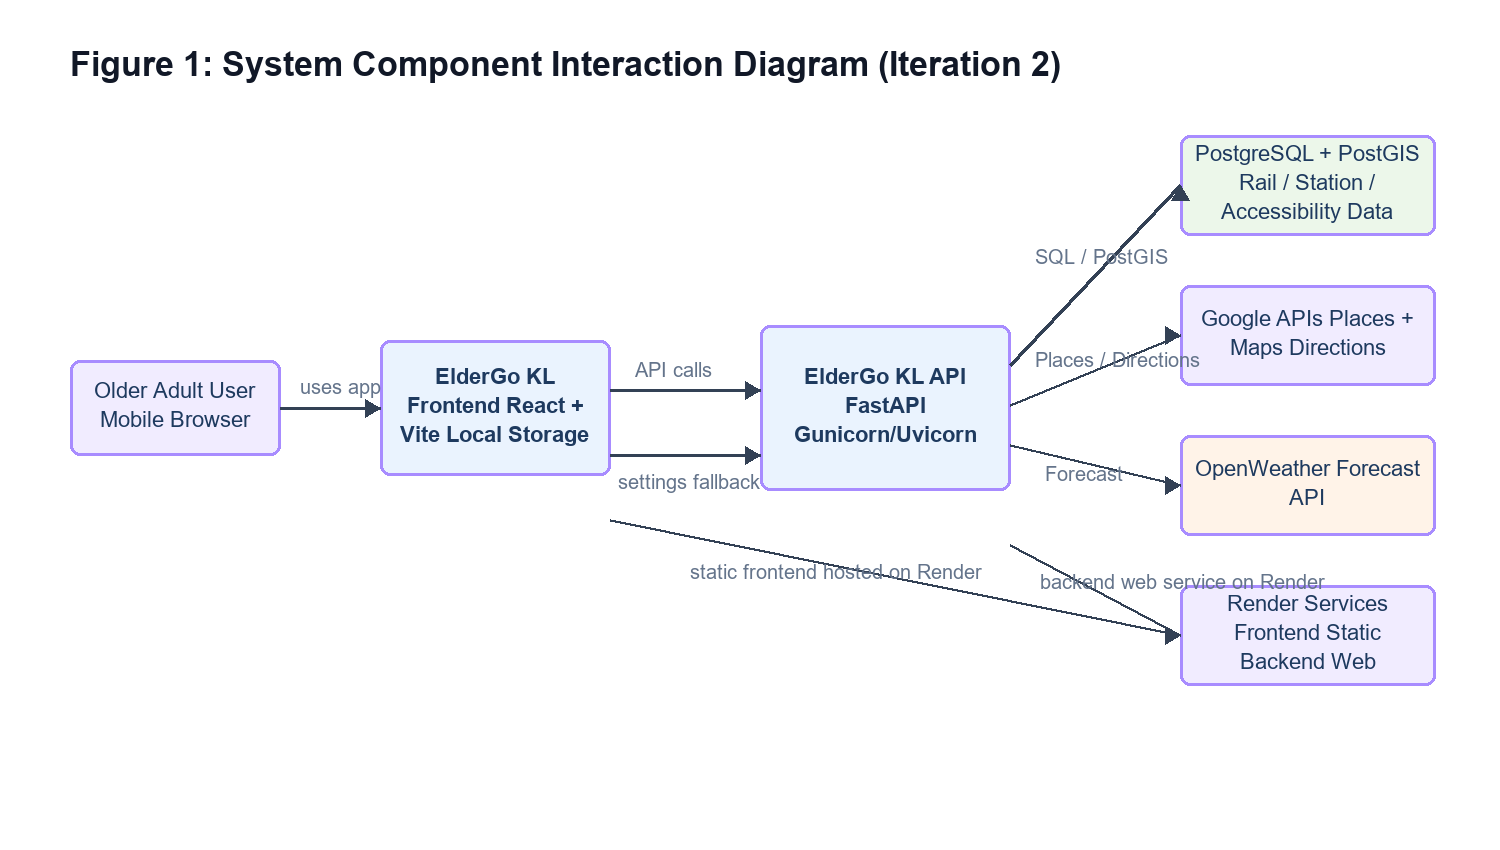 Figure 1: System Component Interaction Diagram (Iteration 2)
Older Adult User
Mobile Browser
uses app
ElderGo KL
Frontend React +
Vite Local Storage
API calls
settings fallback
ElderGo KL API
FastAPI
Gunicorn/Uvicorn
SQL / PostGIS
PostgreSQL + PostGIS
Rail / Station /
Accessibility Data
Places / Directions
Google APIs Places +
Maps Directions
Forecast
OpenWeather Forecast
API
static frontend hosted on Render
backend web service on Render
Render Services
Frontend Static
Backend Web